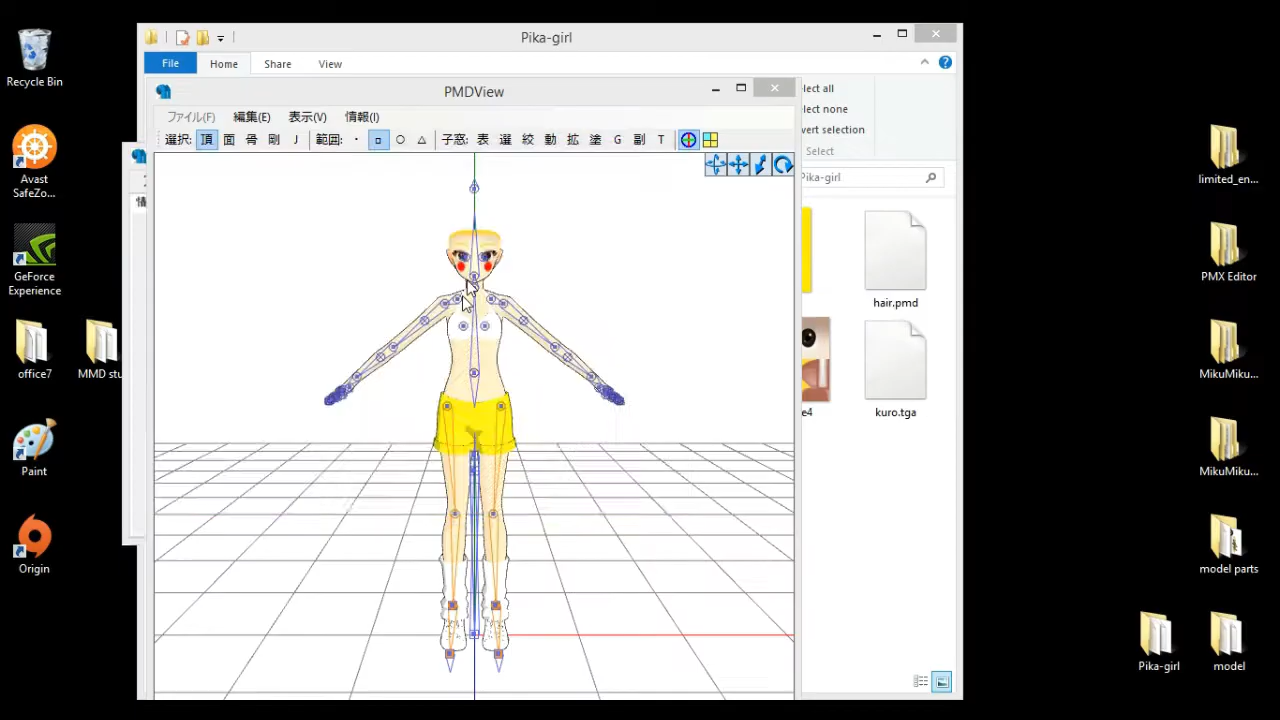 Pika-girl
File Home Share View
PMDView
ファイル(F) 編集(E) 表示(V) 情報(I)
選択: 頂 面 骨 剛 J 範囲: 子窓: 表 選 絞 動 拡 塗 G 副 T
elect all
elect none
vert selection
Select
Pika-girl
hair.pmd
e4
kuro.tga
Recycle Bin
Avast
SafeZo...
GeForce
Experience
office7
MMD stu
Paint
Origin
limited_en...
PMX Editor
MikuMiku...
MikuMiku...
model parts
Pika-girl
model